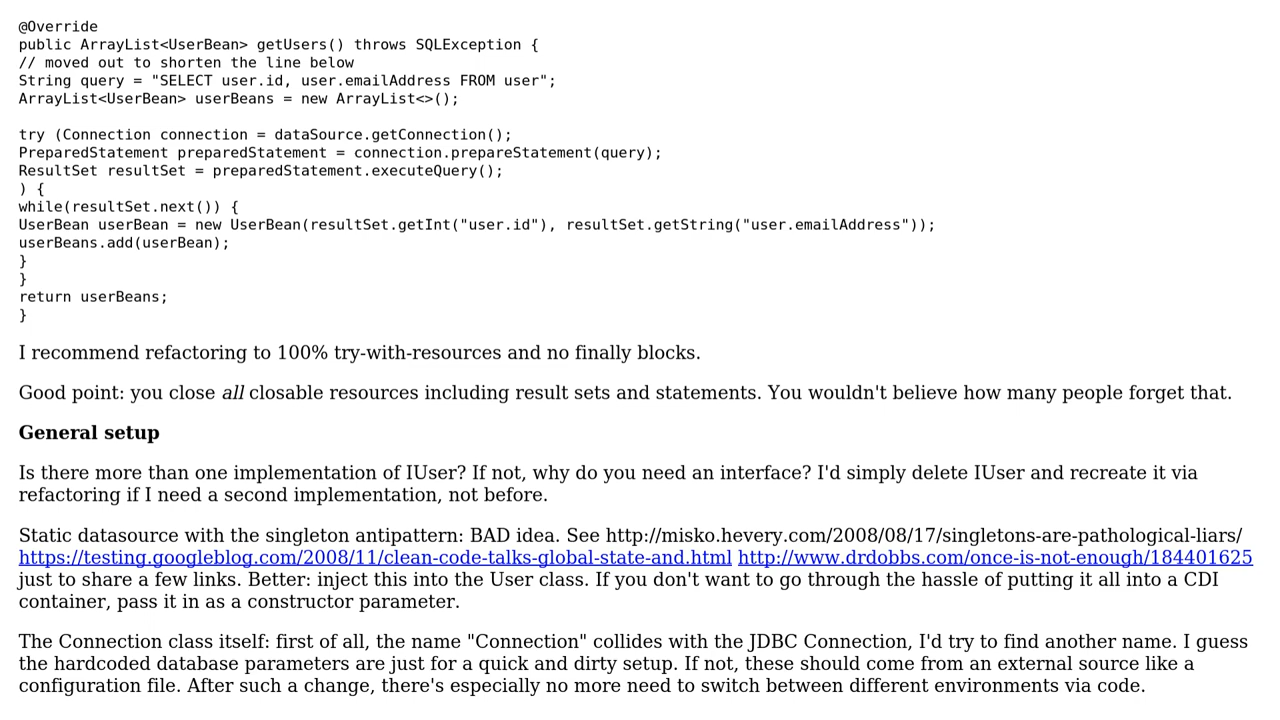 @Override
public ArrayList<UserBean> getUsers() throws SQLException {
// moved out to shorten the line below
String query = "SELECT user.id, user.emailAddress FROM user";
ArrayList<UserBean> userBeans = new ArrayList<>();
try (Connection connection = dataSource.getConnection();
PreparedStatement preparedStatement = connection.prepareStatement(query);
ResultSet resultSet = preparedStatement.executeQuery();
) {
while(resultSet.next()) {
UserBean userBean = new UserBean(resultSet.getInt("user.id"), resultSet.getString("user.emailAddress"));
userBeans.add(userBean);
}
}
return userBeans;
}
I recommend refactoring to 100% try-with-resources and no finally blocks.
Good point: you close all closable resources including result sets and statements. You wouldn't believe how many people forget that.
General setup
Is there more than one implementation of IUser? If not, why do you need an interface? I'd simply delete IUser and recreate it via
refactoring if I need a second implementation, not before.
Static datasource with the singleton antipattern: BAD idea. See http://misko.hevery.com/2008/08/17/singletons-are-pathological-liars/
https://testing.googleblog.com/2008/11/clean-code-talks-global-state-and.html http://www.drdobbs.com/once-is-not-enough/184401625
just to share a few links. Better: inject this into the User class. If you don't want to go through the hassle of putting it all into a CDI
container, pass it in as a constructor parameter.
The Connection class itself: first of all, the name "Connection" collides with the JDBC Connection, I'd try to find another name. I guess
the hardcoded database parameters are just for a quick and dirty setup. If not, these should come from an external source like a
configuration file. After such a change, there's especially no more need to switch between different environments via code.